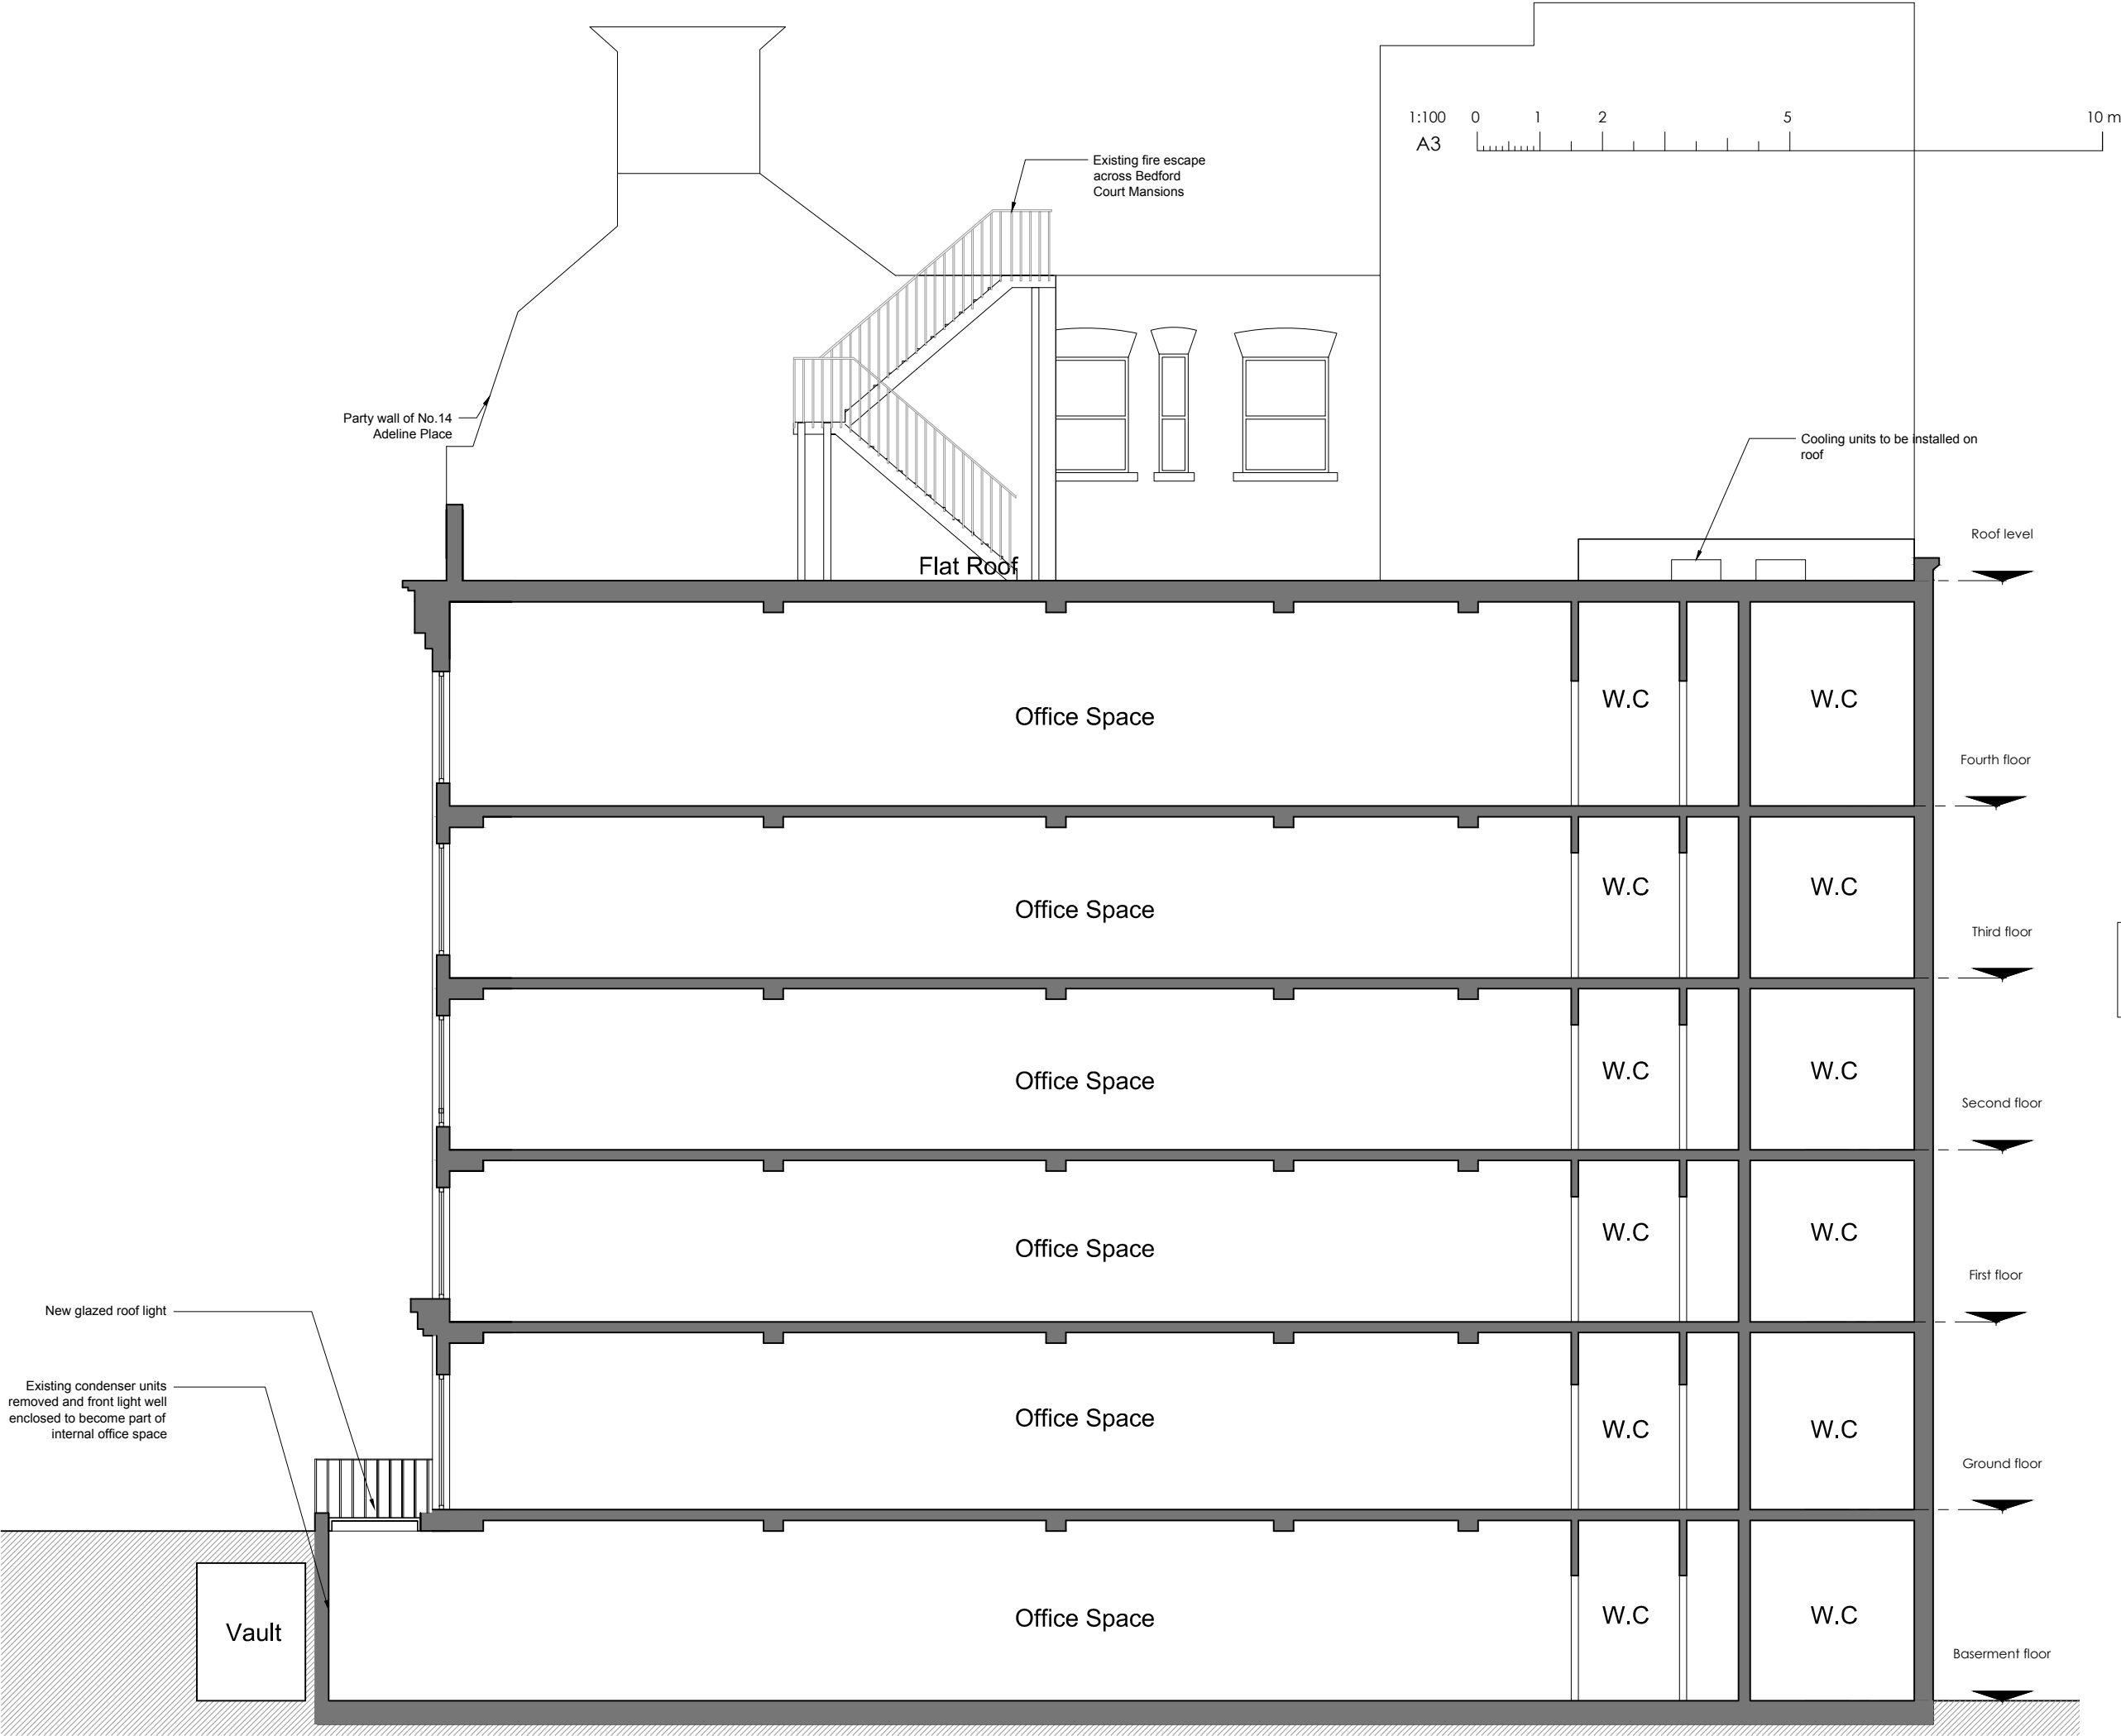 1:100 0 1 2 5 10 m
A3
Existing fire escape
across Bedford
Court Mansions
Party wall of No.14
Adeline Place
Cooling units to be installed on
roof
Roof level
Flat Roof
Office Space W.C W.C
Fourth floor
Office Space W.C W.C
Third floor
Office Space W.C W.C
Second floor
Office Space W.C W.C
First floor
New glazed roof light
Existing condenser units
removed and front light well
enclosed to become part of
internal office space
Office Space W.C W.C
Ground floor
Vault
Office Space W.C W.C
Baserment floor